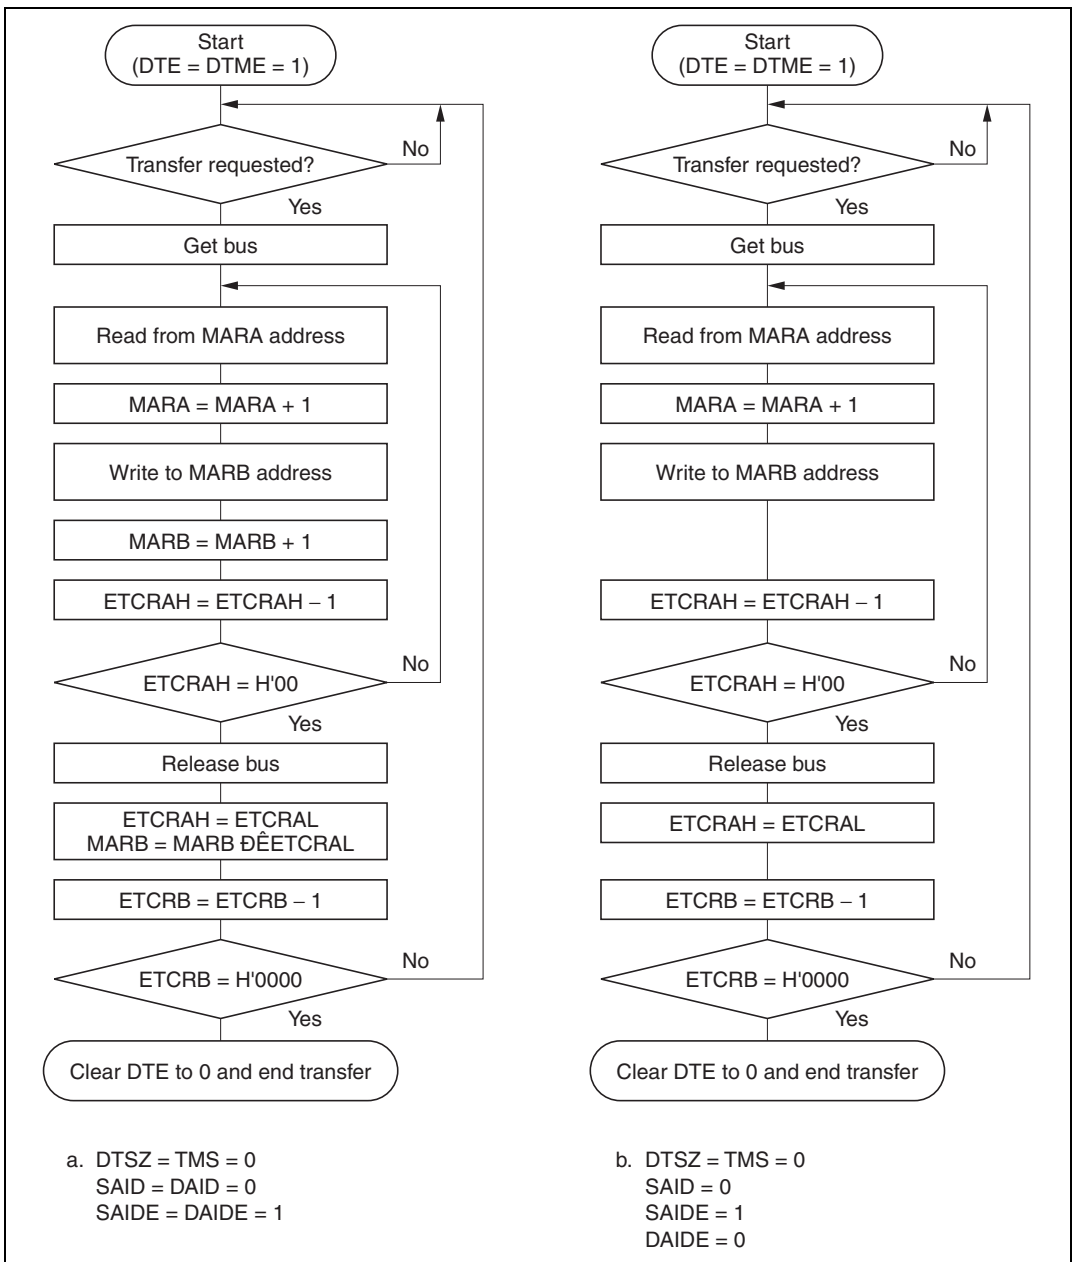 Start
(DTE = DTME = 1)
Transfer requested?
No
Yes
Get bus
Read from MARA address
MARA = MARA + 1
Write to MARB address
MARB = MARB + 1
ETCRAH = ETCRAH – 1
ETCRAH = H'00
No
Yes
Release bus
ETCRAH = ETCRAL
MARB = MARB ÐÊETCRAL
ETCRB = ETCRB – 1
ETCRB = H'0000
No
Yes
Clear DTE to 0 and end transfer
a. DTSZ = TMS = 0
SAID = DAID = 0
SAIDE = DAIDE = 1
Start
(DTE = DTME = 1)
Transfer requested?
No
Yes
Get bus
Read from MARA address
MARA = MARA + 1
Write to MARB address
ETCRAH = ETCRAH – 1
ETCRAH = H'00
No
Yes
Release bus
ETCRAH = ETCRAL
ETCRB = ETCRB – 1
ETCRB = H'0000
No
Yes
Clear DTE to 0 and end transfer
b. DTSZ = TMS = 0
SAID = 0
SAIDE = 1
DAIDE = 0